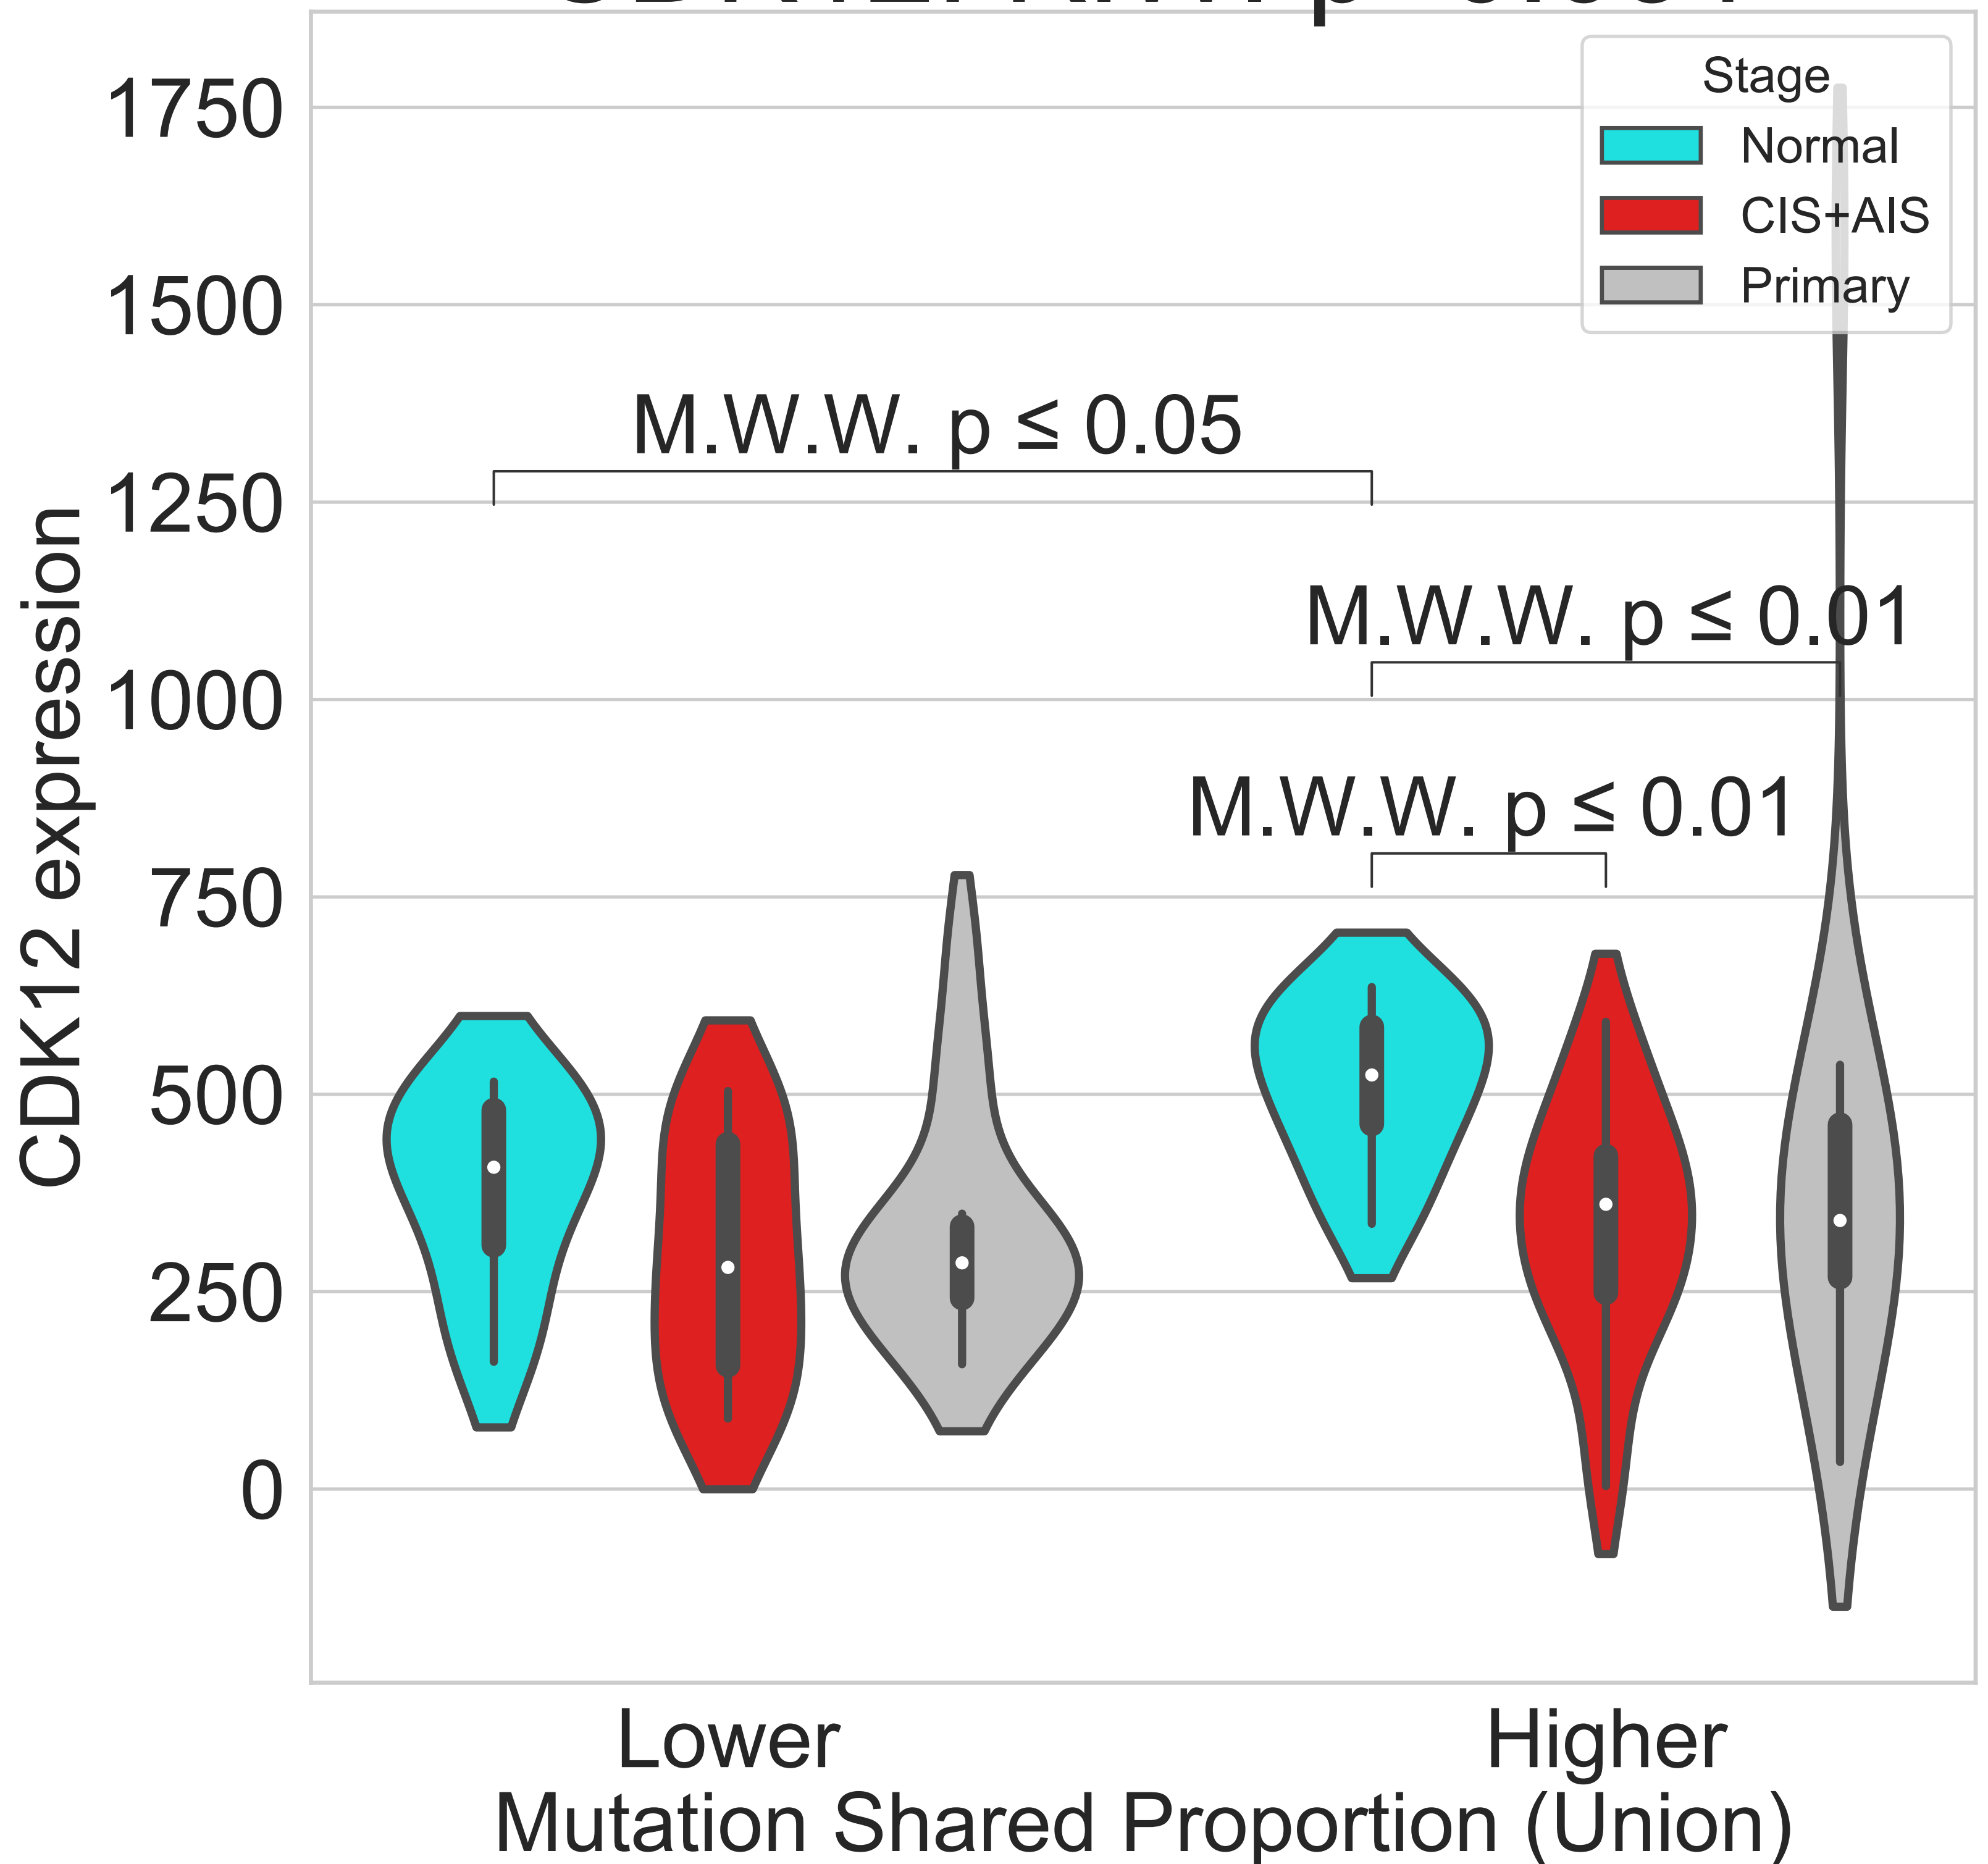 Stage
Normal
CIS+AIS
Primary
1750
1500
1250
1000
750
500
250
0
CDK12 expression
M.W.W. p ≤ 0.05
M.W.W. p ≤ 0.01
M.W.W. p ≤ 0.01
Lower
Higher
Mutation Shared Proportion (Union)